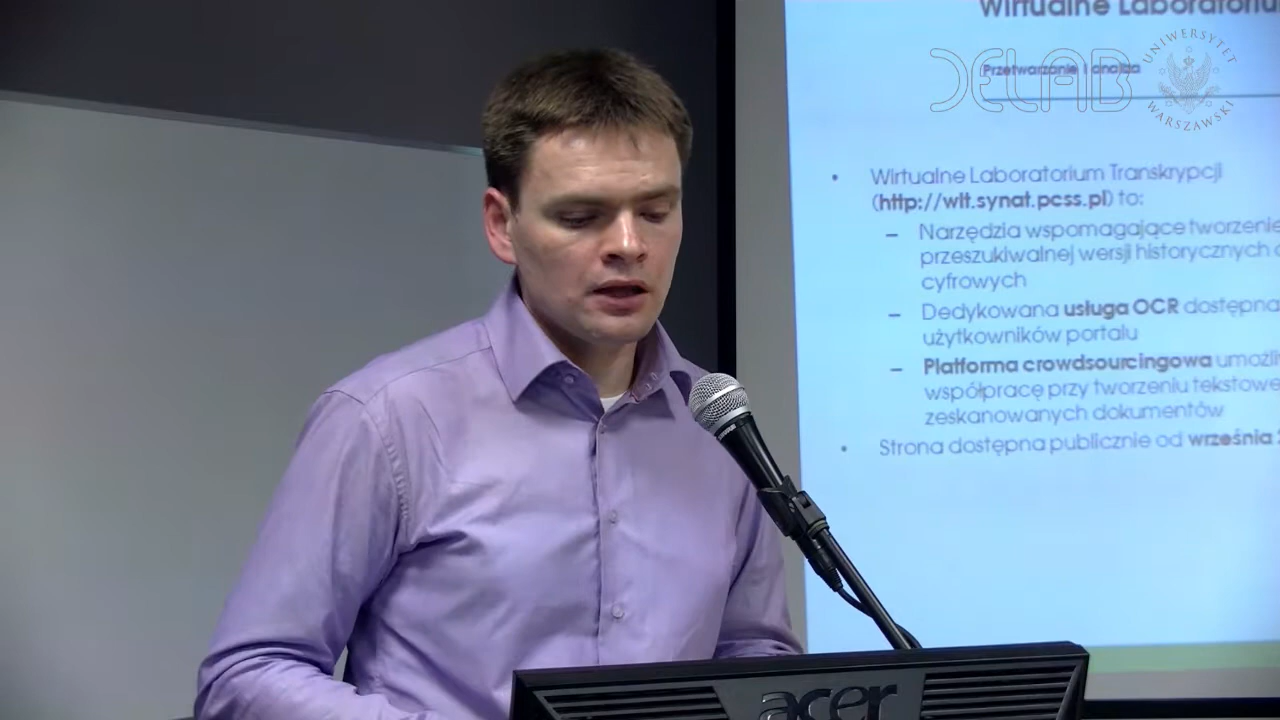 Wirtualne Laboratoriu
Przetwarzanie i analiza
DELAB
UNIWERSYTET
WARSZAWSKI
• Wirtualne Laboratorium Transkrypcji
(http://wlt.synat.pcss.pl) to:
– Narzędzia wspomagające tworzenie
przeszukiwalnej wersji historycznych
cyfrowych
– Dedykowana usługa OCR dostępna
użytkowników portalu
– Platforma crowdsourcingowa umożli
współpracę przy tworzeniu tekstowe
zeskanowanych dokumentów
• Strona dostępna publicznie od września 2
acer